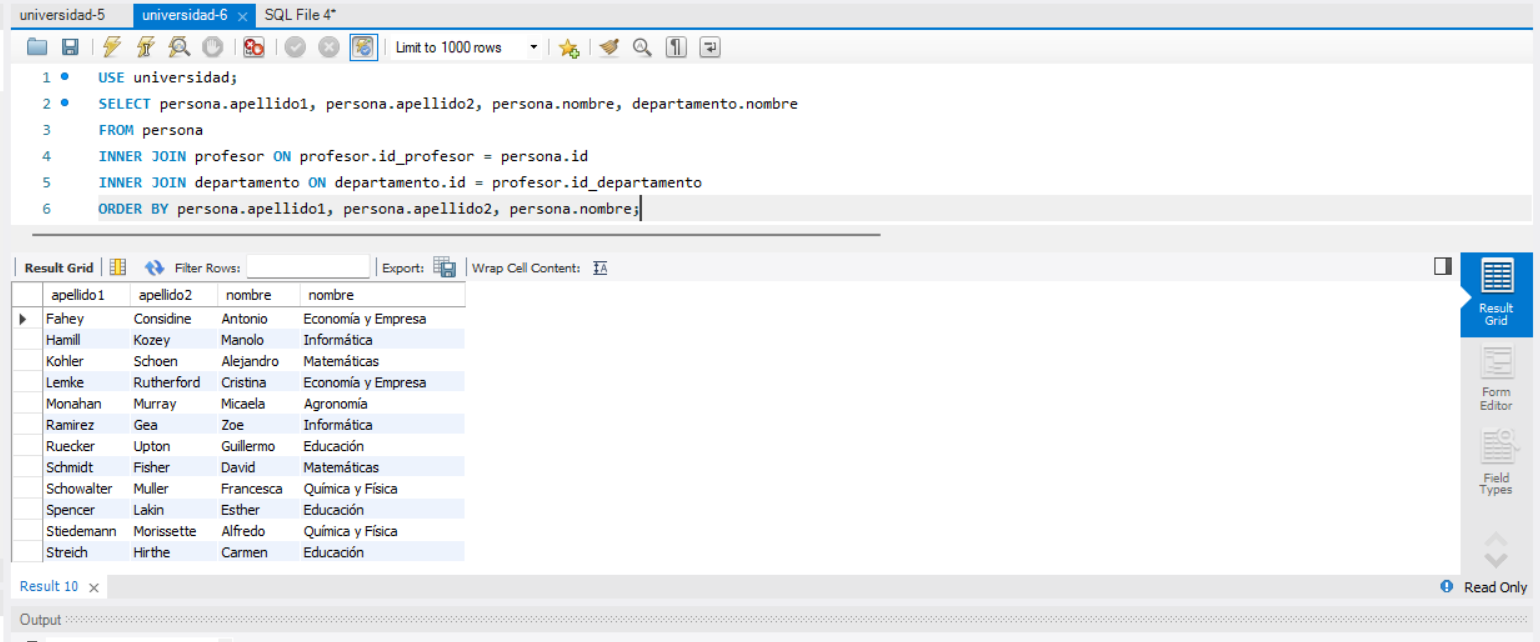 universidad-5 universidad-6 × SQL File 4*
Limit to 1000 rows
1 USE universidad;
2 SELECT persona.apellido1, persona.apellido2, persona.nombre, departamento.nombre
3 FROM persona
4 INNER JOIN profesor ON profesor.id_profesor = persona.id
5 INNER JOIN departamento ON departamento.id = profesor.id_departamento
6 ORDER BY persona.apellido1, persona.apellido2, persona.nombre;
Result Grid Filter Rows: Export: Wrap Cell Content: IA
apellido1 apellido2 nombre nombre
Fahey Considine Antonio Economía y Empresa
Hamill Kozey Manolo Informática
Kohler Schoen Alejandro Matemáticas
Lemke Rutherford Cristina Economía y Empresa
Monahan Murray Micaela Agronomía
Ramirez Gea Zoe Informática
Ruecker Upton Guillermo Educación
Schmidt Fisher David Matemáticas
Schowalter Muller Francesca Química y Física
Spencer Lakin Esther Educación
Stiedemann Morissette Alfredo Química y Física
Streich Hirthe Carmen Educación
Result
Grid
Form
Editor
Field
Types
Result 10 × Read Only
Output